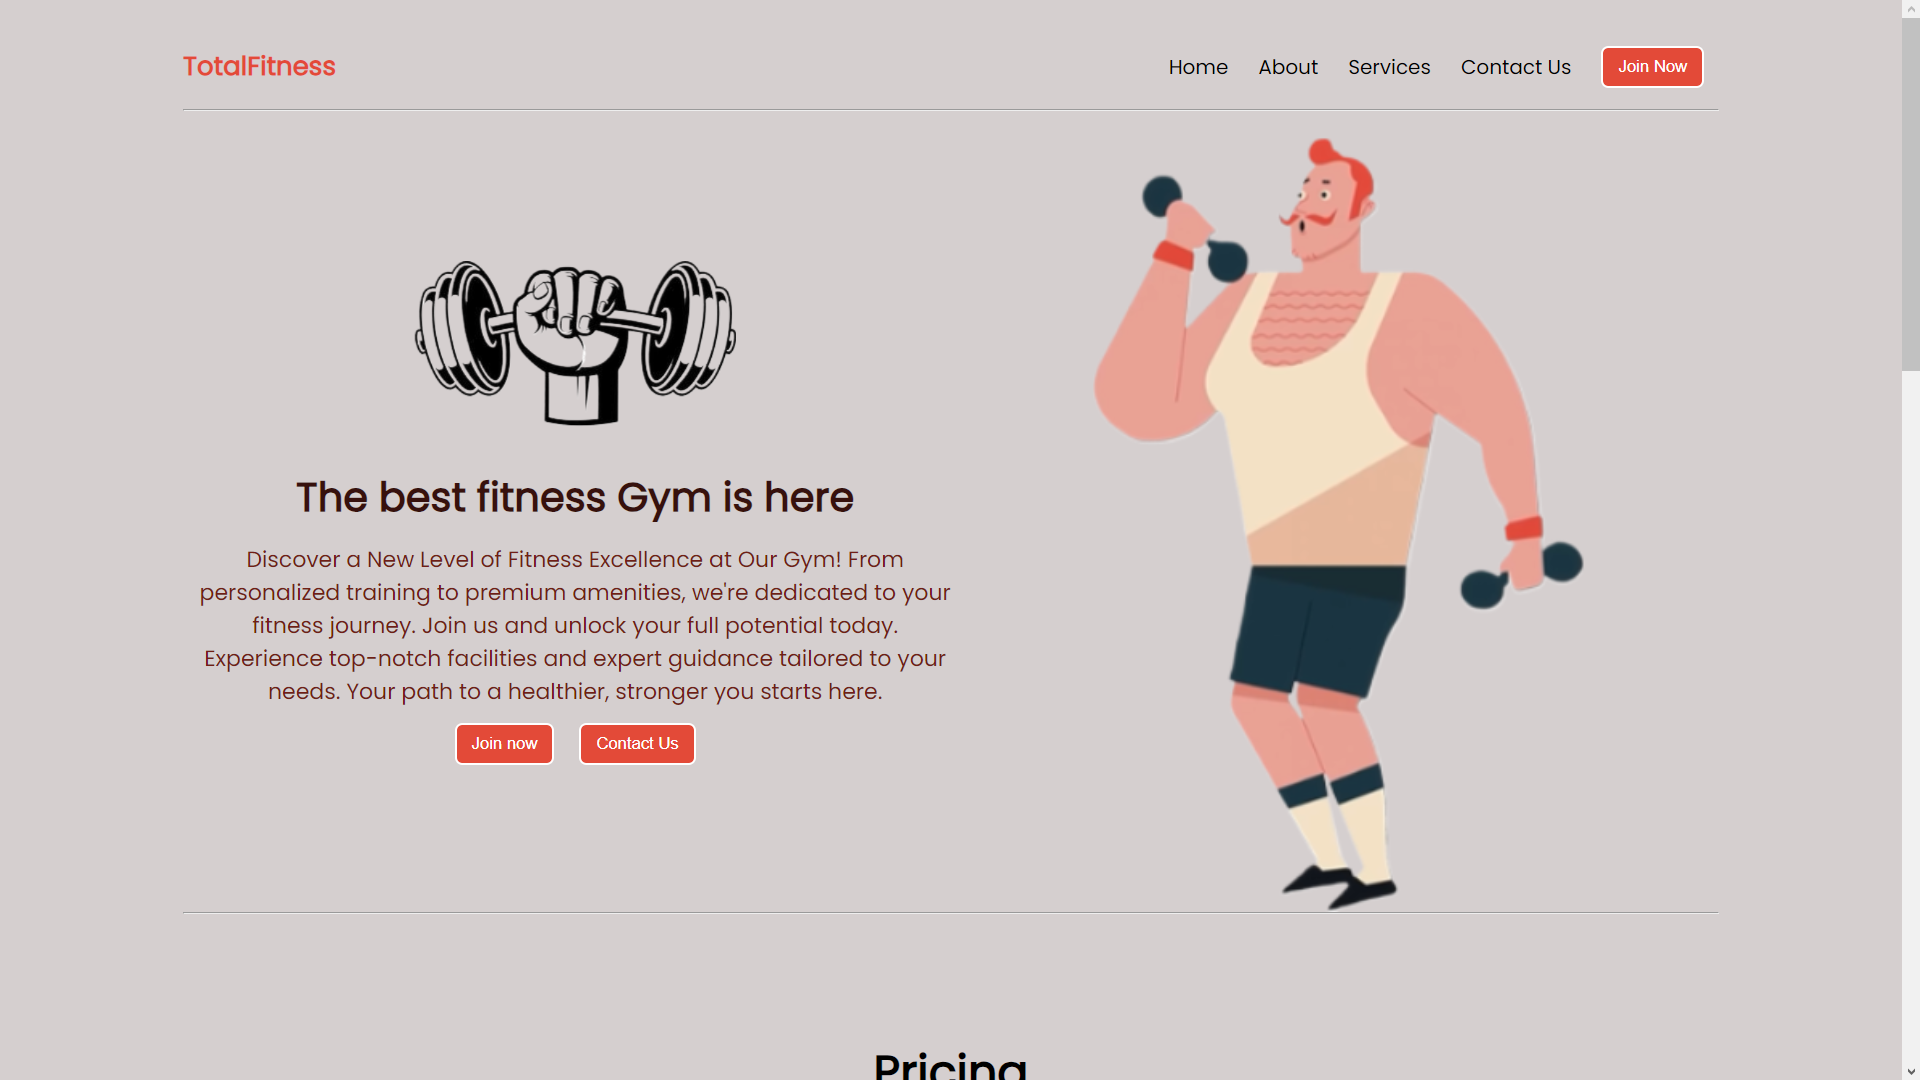 TotalFitness
Home
About
Services
Contact Us
Join Now
The best fitness Gym is here
Discover a New Level of Fitness Excellence at Our Gym! From
personalized training to premium amenities, we're dedicated to your
fitness journey. Join us and unlock your full potential today.
Experience top-notch facilities and expert guidance tailored to your
needs. Your path to a healthier, stronger you starts here.
Join now
Contact Us
Pricing